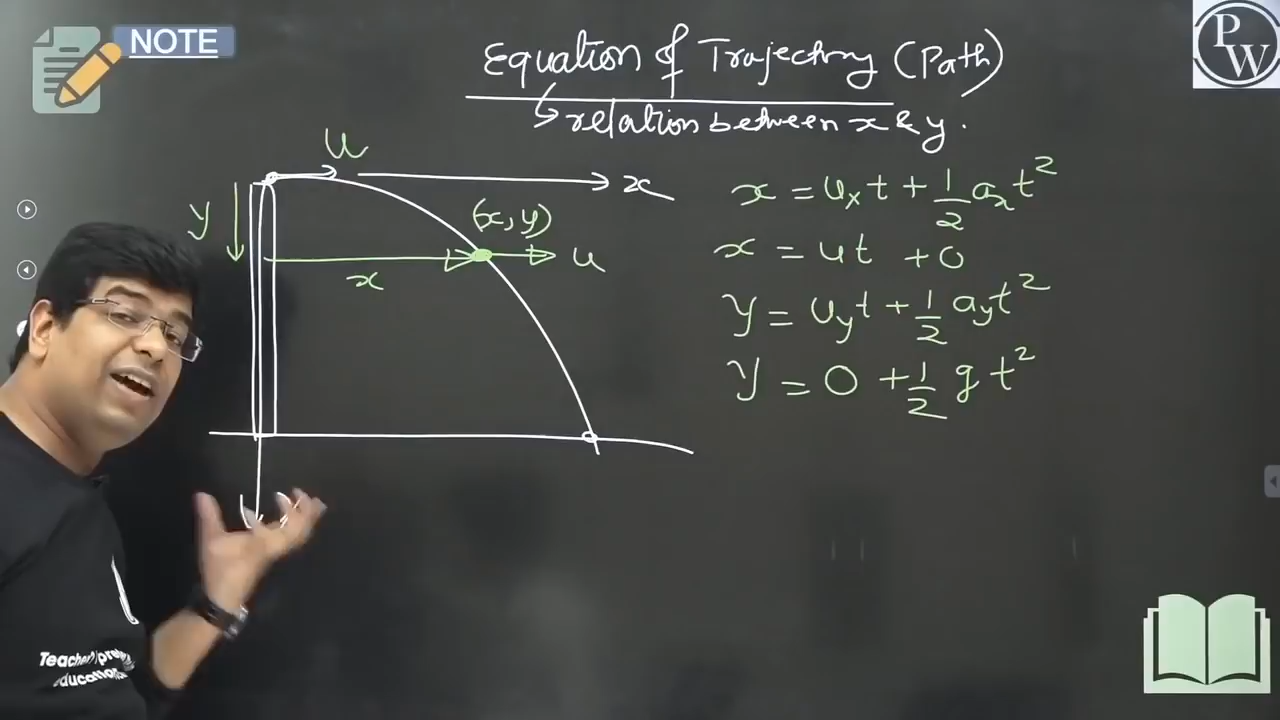 NOTE
Equation of Trajectory (Path)
PW
relation between x & y.
u
x
x = uₓt + 1/2 aₓt²
y
(x, y)
x = ut + 0
u
x
y = u_y t + 1/2 a_y t²
y = 0 + 1/2 g t²